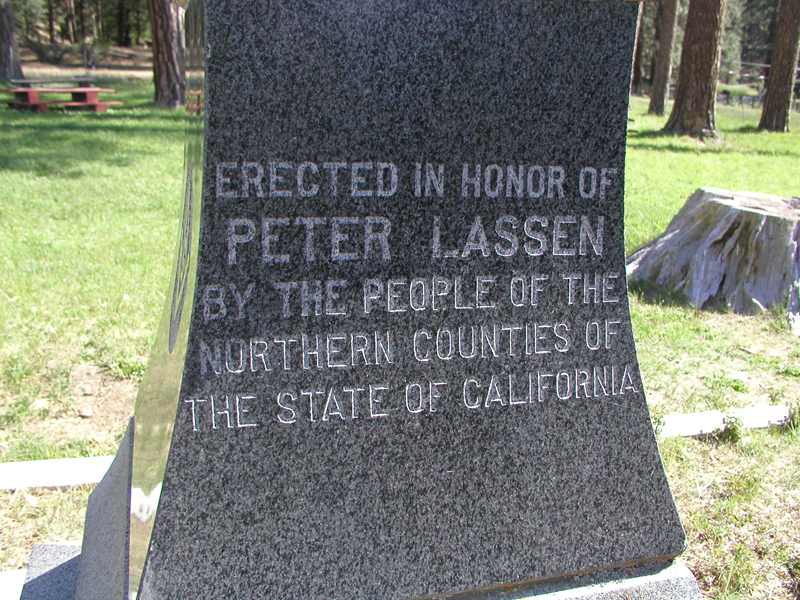 ERECTED IN HONOR OF
PETER LASSEN
BY THE PEOPLE OF THE
NORTHERN COUNTIES OF
THE STATE OF CALIFORNIA